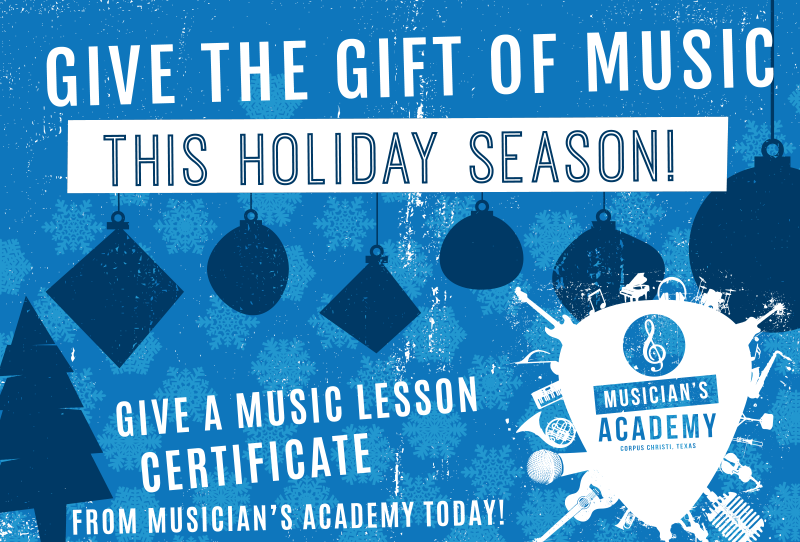 GIVE THE GIFT OF MUSIC
THIS HOLIDAY SEASON!
GIVE A MUSIC LESSON
CERTIFICATE
FROM MUSICIAN'S ACADEMY TODAY!
MUSICIAN'S
ACADEMY
CORPUS CHRISTI, TEXAS